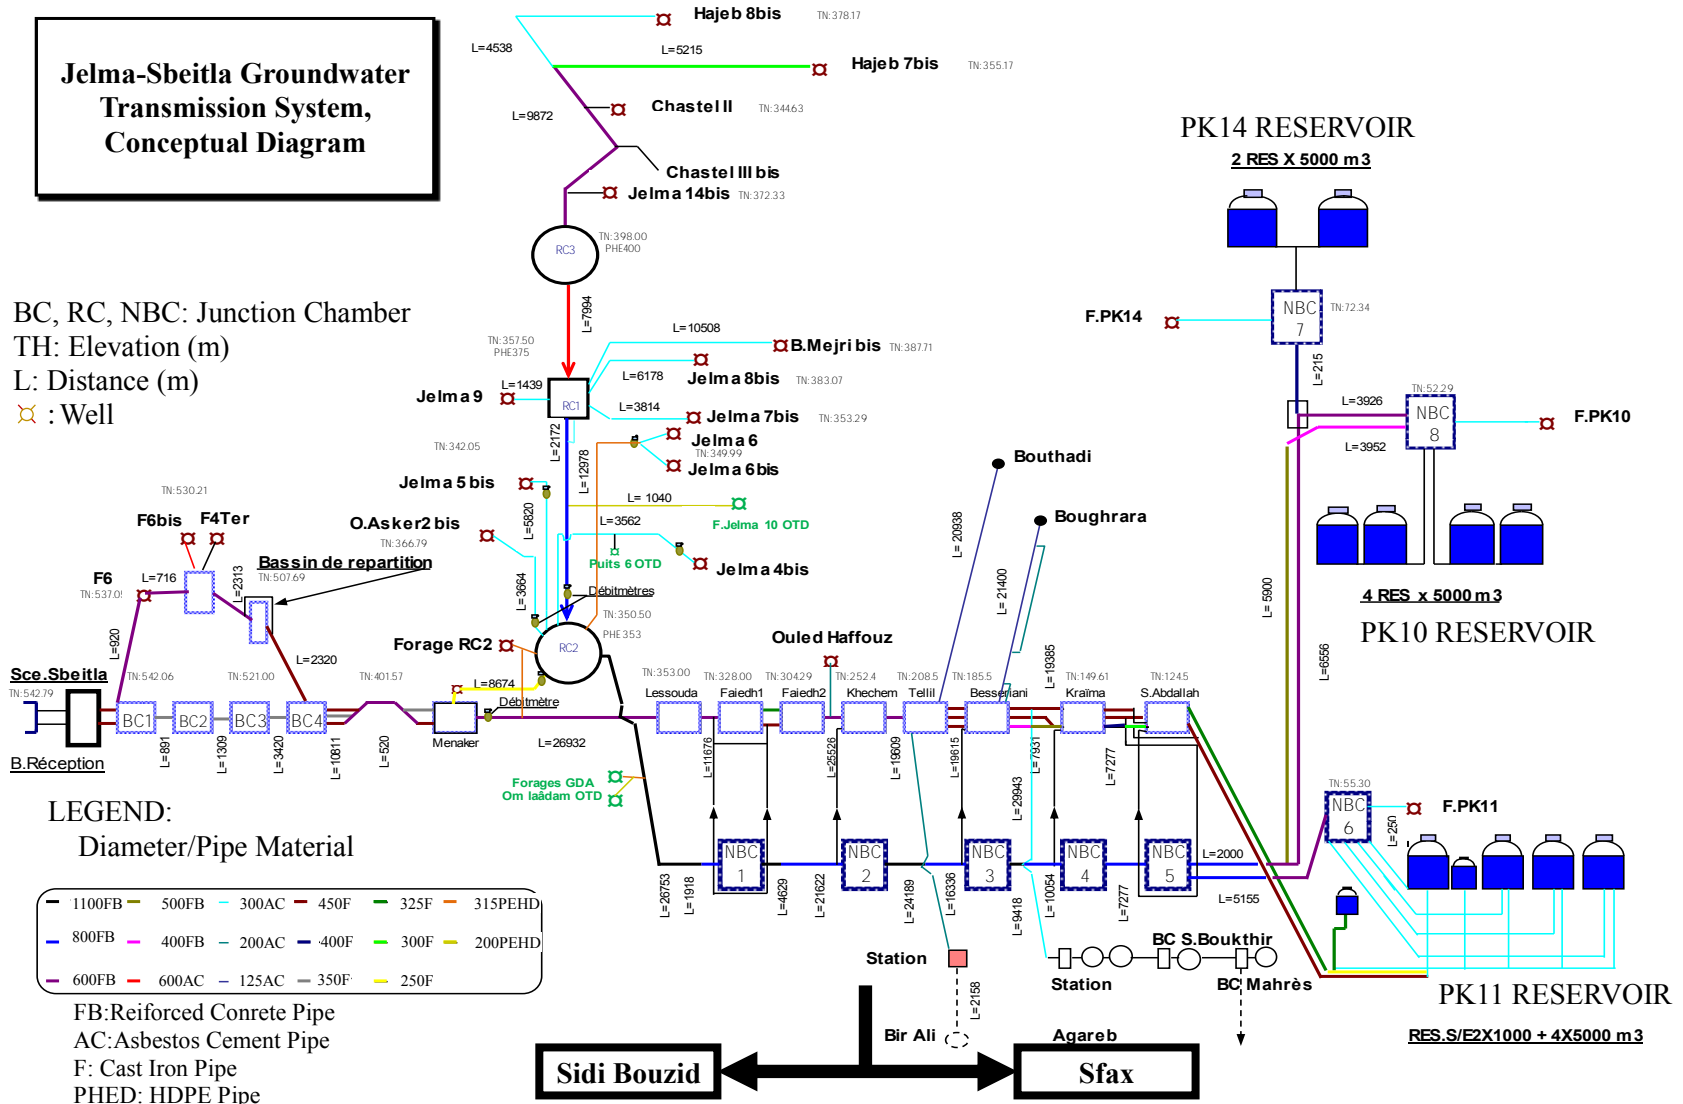 Jelma-Sbeitla Groundwater
Transmission System,
Conceptual Diagram
BC, RC, NBC: Junction Chamber
TH: Elevation (m)
L: Distance (m)
: Well
Hajeb 8bis
TN:378.17
L=4538
L=5215
Hajeb 7bis
TN:355.17
Chastel II
TN:344.63
L=9872
Chastel III bis
Jelma 14bis
TN:372.33
RC3
TN:398.00
PHE400
L=7994
TN:357.50
PHE375
L=10508
B.Mejri bis
TN:387.71
L=6178
Jelma 8bis
TN:383.07
Jelma 9
L=1439
RC1
L=3814
Jelma 7bis
TN:353.29
TN:342.05
L=2172
L=12978
Jelma 6
TN:349.99
Jelma 6bis
Jelma 5 bis
L=5820
L= 1040
F.Jelma 10 OTD
O.Asker2 bis
TN:366.79
L=3562
Puits 6 OTD
Jelma 4bis
L=3664
Débitmètres
TN:350.50
PHE353
RC2
Forage RC2
L=8674
Débitmètre
TN:530.21
F6bis
F4Ter
Bassin de repartition
TN:507.69
F6
TN:537.05
L=716
L=2313
L=920
L=2320
Sce.Sbeitla
TN:542.79
TN:542.06
TN:521.00
TN:401.57
BC1
BC2
BC3
BC4
Menaker
B.Réception
L=891
L=1309
L=3420
L=10811
L=520
L=26932
Ouled Haffouz
Bouthadi
Boughrara
L= 20938
L= 21400
L=19385
TN:353.00
TN:328.00
TN:304.29
TN:252.4
TN:208.5
TN:185.5
TN:149.61
TN:124.5
Lessouda
Faiedh1
Faiedh2
Khechem
Tellil
Besseriani
Kraïma
S.Abdallah
L=11676
L=25526
L=19609
L=19615
L=29943
L=7931
L=7277
Forages GDA
Om laâdam OTD
NBC
1
NBC
2
NBC
3
NBC
4
NBC
5
L=2000
L=5155
L=26753
L=1918
L=4629
L=21622
L=24189
L=16336
L=9418
L=10054
L=7277
PK14 RESERVOIR
2 RES X 5000 m3
F.PK14
NBC
7
TN:72.34
L=215
TN:52.29
L=3926
NBC
8
F.PK10
L=3952
L= 5900
L=6556
4 RES x 5000 m3
PK10 RESERVOIR
TN:55.30
NBC
6
F.PK11
L=250
PK11 RESERVOIR
RES.S/E2X1000 + 4X5000 m3
Station
L=2158
Bir Ali
Station
BC S.Boukthir
BC Mahrès
Agareb
Sidi Bouzid
Sfax
LEGEND:
Diameter/Pipe Material
1100FB
500FB
300AC
450F
325F
315PEHD
800FB
400FB
200AC
400F
300F
200PEHD
600FB
600AC
125AC
350F
250F
FB:Reiforced Conrete Pipe
AC:Asbestos Cement Pipe
F: Cast Iron Pipe
PHED: HDPE Pipe